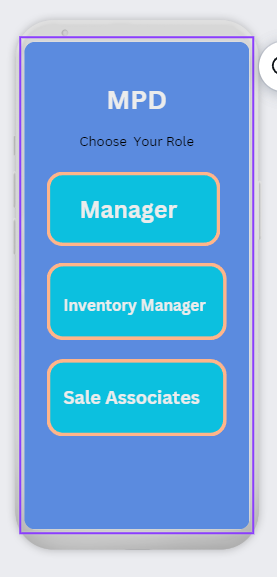 MPD
Choose Your Role
Manager
Inventory Manager
Sale Associates